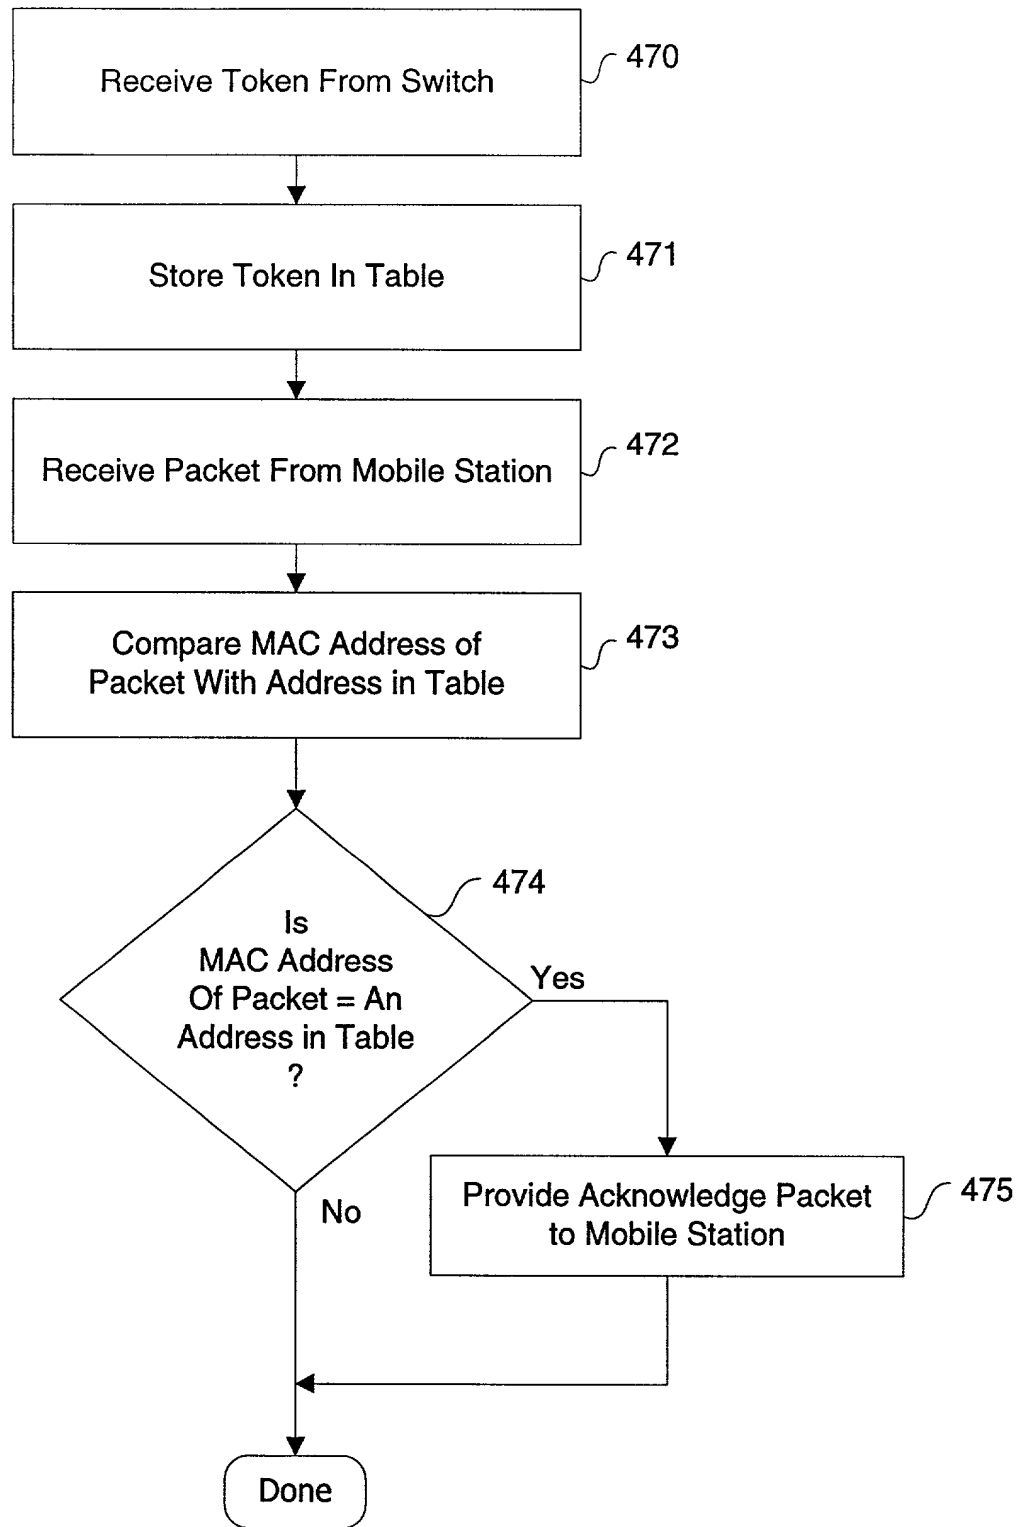 Receive Token From Switch
470
Store Token In Table
471
Receive Packet From Mobile Station
472
Compare MAC Address of
Packet With Address in Table
473
474
Is
MAC Address
Of Packet = An
Address in Table
?
Yes
No
Provide Acknowledge Packet
to Mobile Station
475
Done